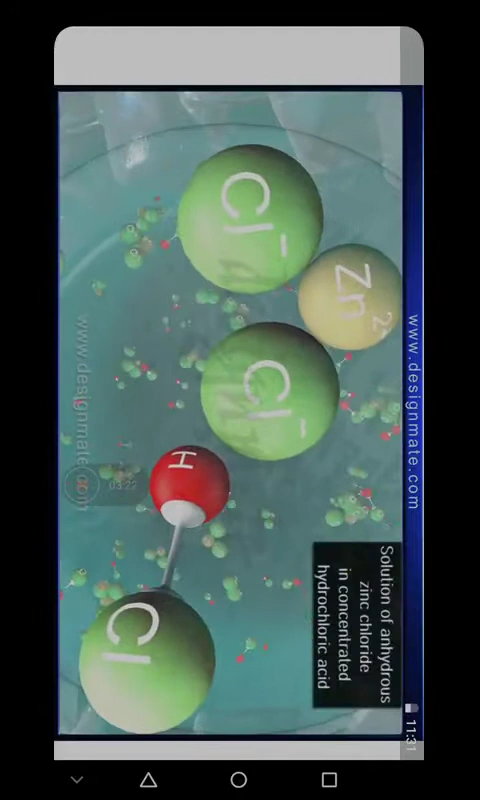 www.designmate.com
11:31
Solution of anhydrous
zinc chloride
in concentrated
hydrochloric acid
Cl⁻
Zn²
Cl⁻
H
Cl
03:22
www.designmate.com